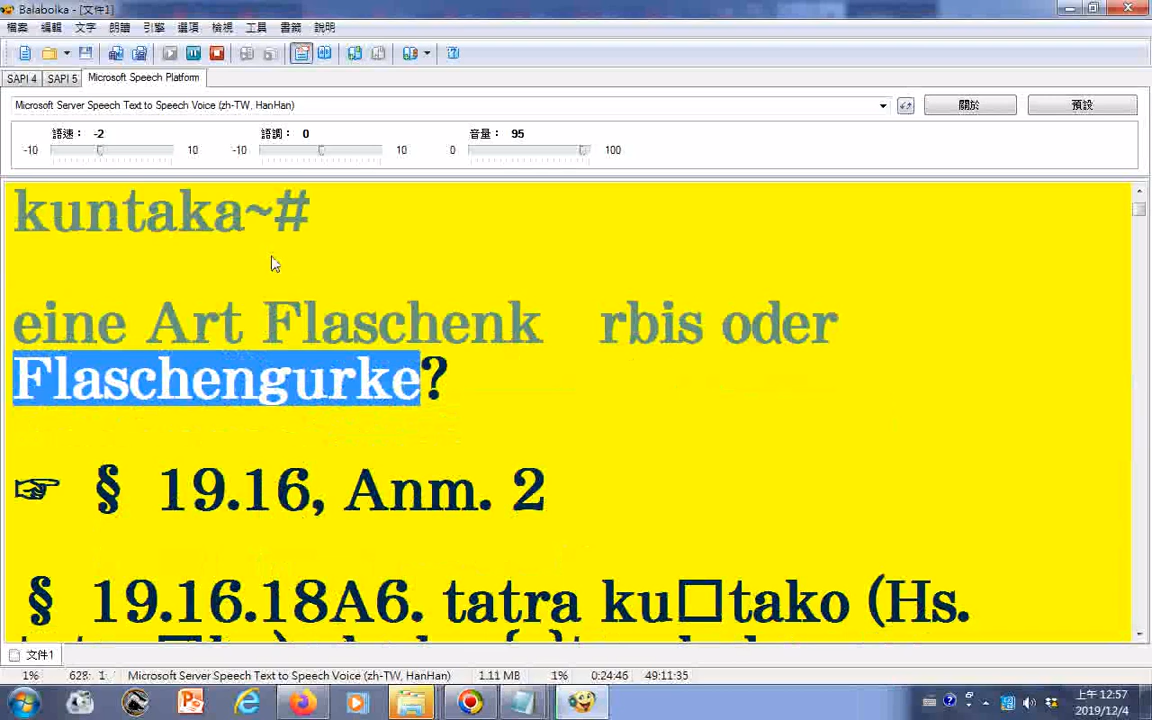 Balabolka - [文件1]
檔案 編輯 文字 朗讀 引擎 選項 檢視 工具 書籤 說明
SAPI 4 SAPI 5 Microsoft Speech Platform
Microsoft Server Speech Text to Speech Voice (zh-TW, HanHan) 關於 預設
語速： -2 語調： 0 音量： 95
-10 10 -10 10 0 100
kuntaka~#
eine Art Flaschenk rbis oder
Flaschengurke?
☞ § 19.16, Anm. 2
§ 19.16.18A6. tatra ku□tako (Hs.
文件1
1% 628: 1 Microsoft Server Speech Text to Speech Voice (zh-TW, HanHan) 1.11 MB 1% 0:24:46 49:11:35
上午 12:57
2019/12/4